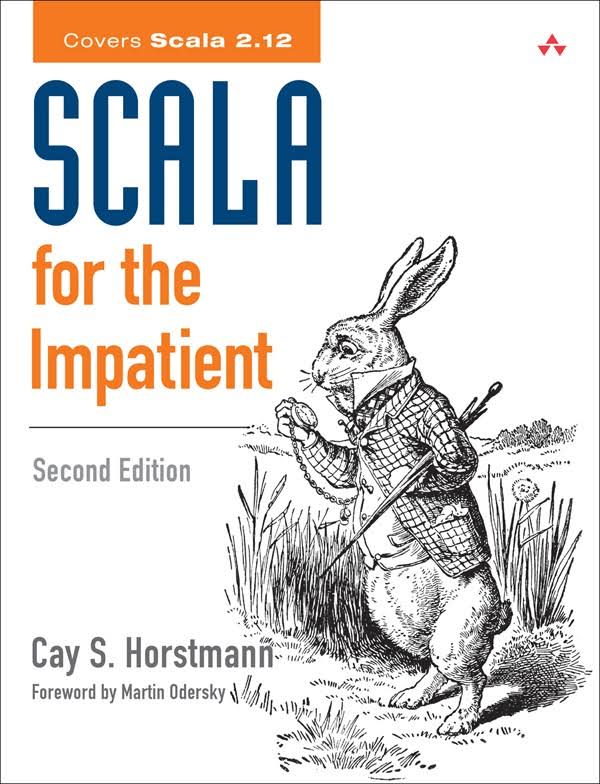 Covers Scala 2.12
SCALA
for the
Impatient
Second Edition
Cay S. Horstmann
Foreword by Martin Odersky